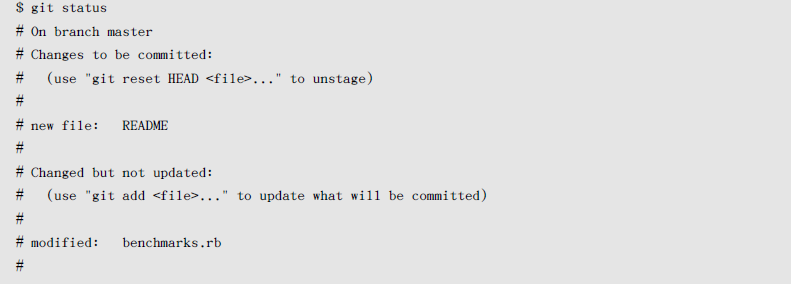 $ git status
# On branch master
# Changes to be committed:
#   (use "git reset HEAD <file>..." to unstage)
#
# new file:   README
#
# Changed but not updated:
#   (use "git add <file>..." to update what will be committed)
#
# modified:   benchmarks.rb
#